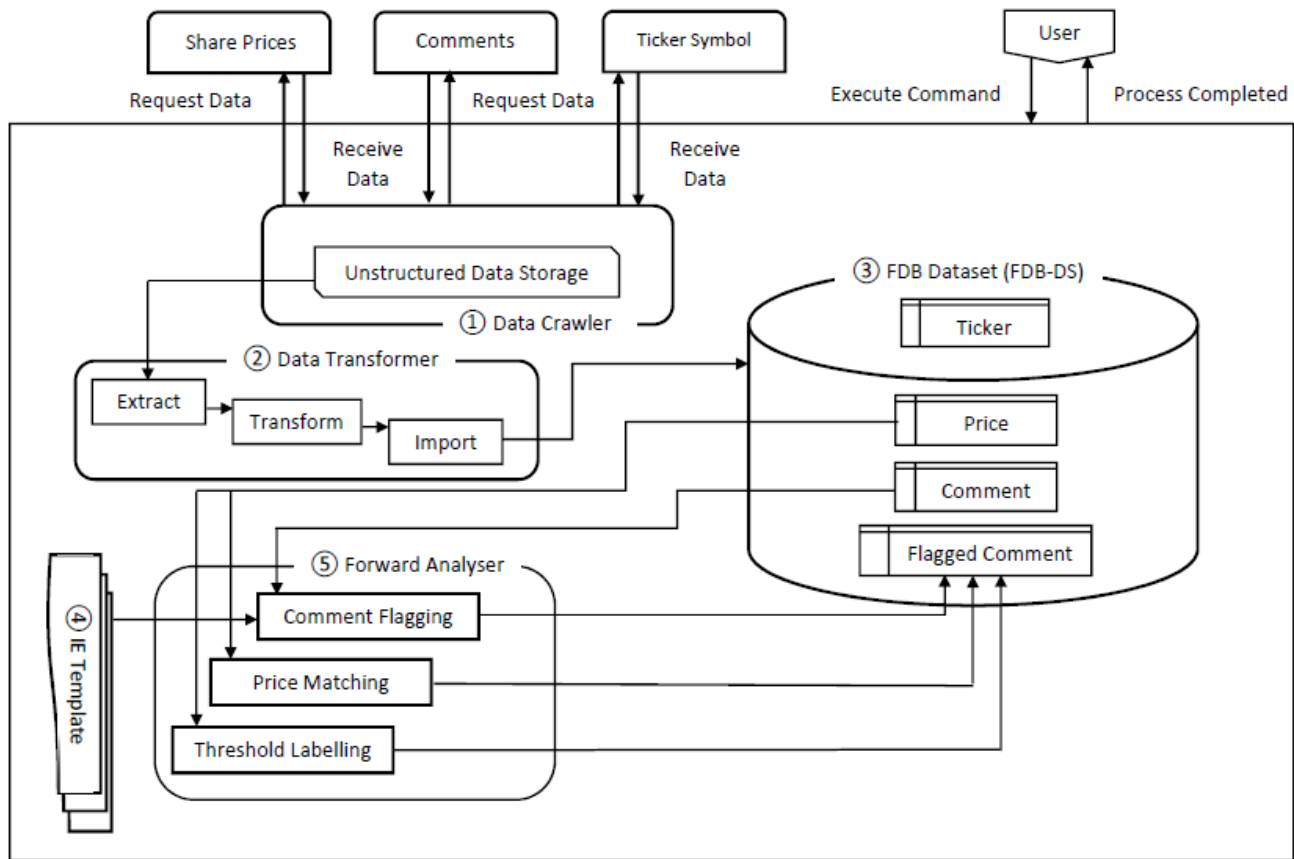 Share Prices
Comments
Ticker Symbol
User
Request Data
Request Data
Execute Command
Process Completed
Receive
Data
Receive
Data
Unstructured Data Storage
① Data Crawler
② Data Transformer
Extract
Transform
Import
③ FDB Dataset (FDB-DS)
Ticker
Price
Comment
Flagged Comment
④ IE Template
⑤ Forward Analyser
Comment Flagging
Price Matching
Threshold Labelling